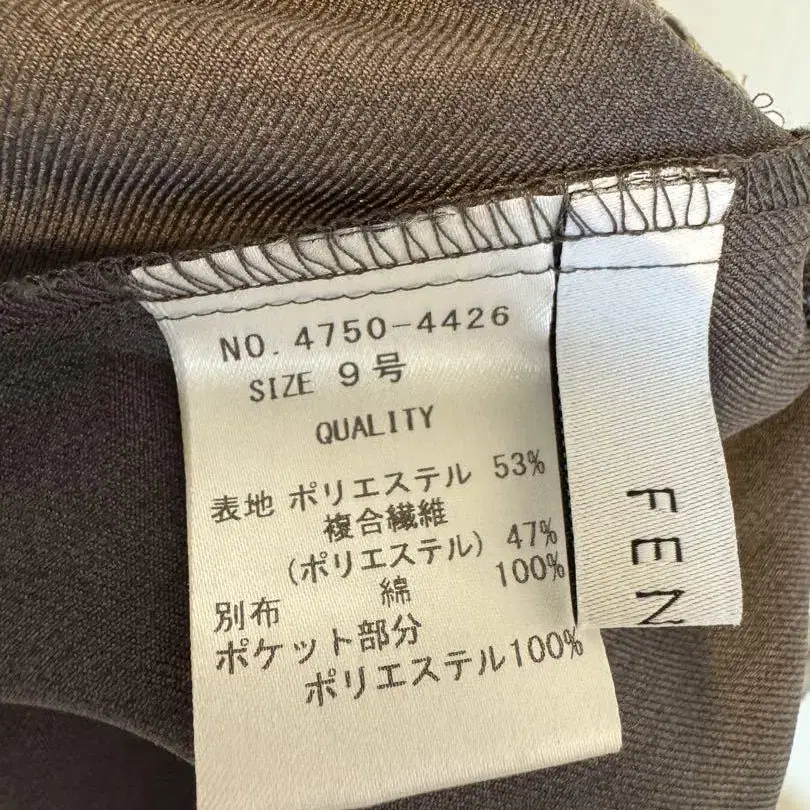 NO. 4750-4426
SIZE 9号
QUALITY
表地 ポリエステル 53%
複合繊維
(ポリエステル) 47%
別布 綿 100%
ポケット部分
ポリエステル100%
FEN